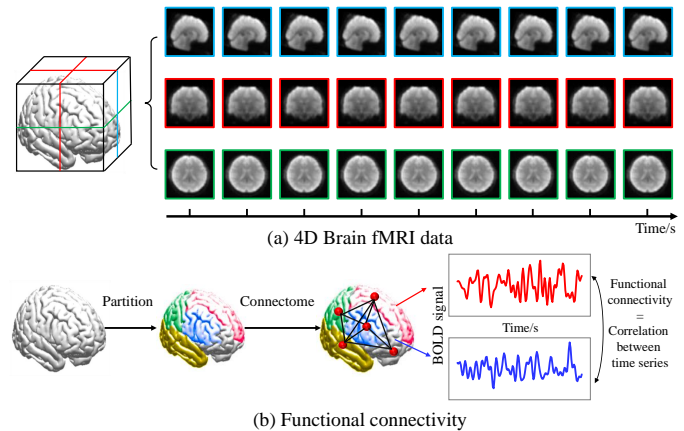 Time/s
(a) 4D Brain fMRI data
Partition
Connectome
BOLD signal
Time/s
Functional
connectivity
=
Correlation
between
time series
(b) Functional connectivity